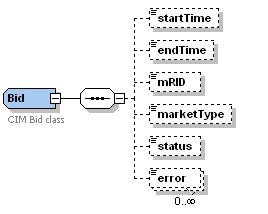 startTime
endTime
mRID
Bid
CIM Bid class
marketType
status
error
0..∞